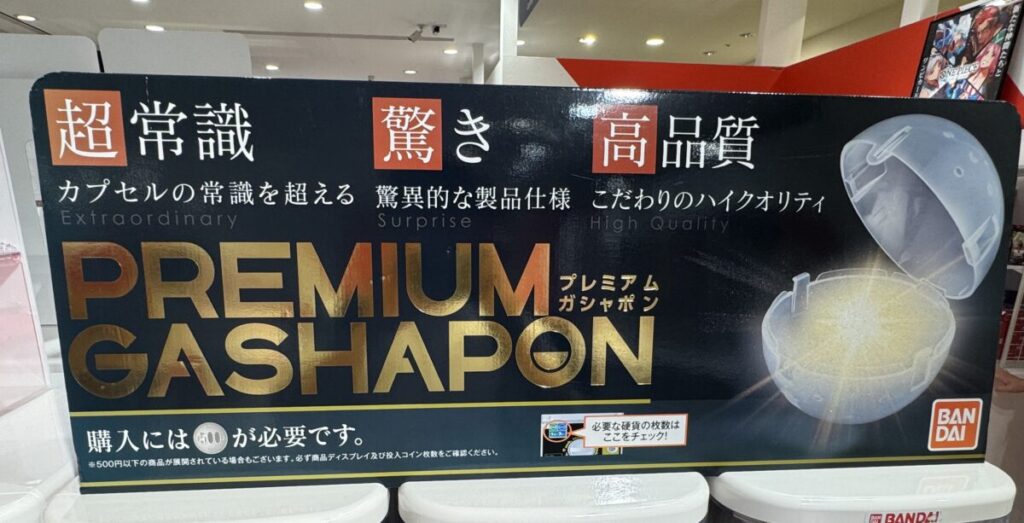 超常識
カプセルの常識を超える
Extraordinary
驚き
驚異的な製品仕様
Surprise
高品質
こだわりのハイクオリティ
High Quality
PREMIUM
GASHAPON
プレミアム
ガシャポン
購入には500が必要です。
※500円以下の商品が展開されている場合もございます。必ず商品ディスプレイ及び投入コイン枚数をご確認ください。
必要な硬貨の枚数は
ここをチェック!
BAN
DAI
ONE PIECE
BANDAI